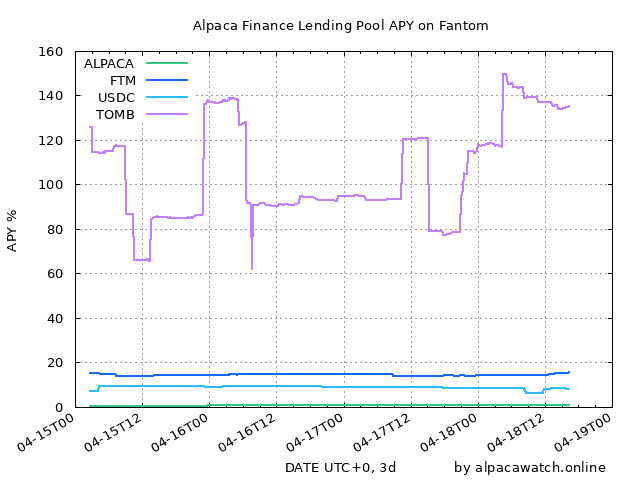 Alpaca Finance Lending Pool APY on Fantom
160
140
120
100
80
60
40
20
0
APY %
ALPACA
FTM
USDC
TOMB
04-15T00
04-15T12
04-16T00
04-16T12
04-17T00
04-17T12
04-18T00
04-18T12
04-19T00
DATE UTC+0, 3d
by alpacawatch.online